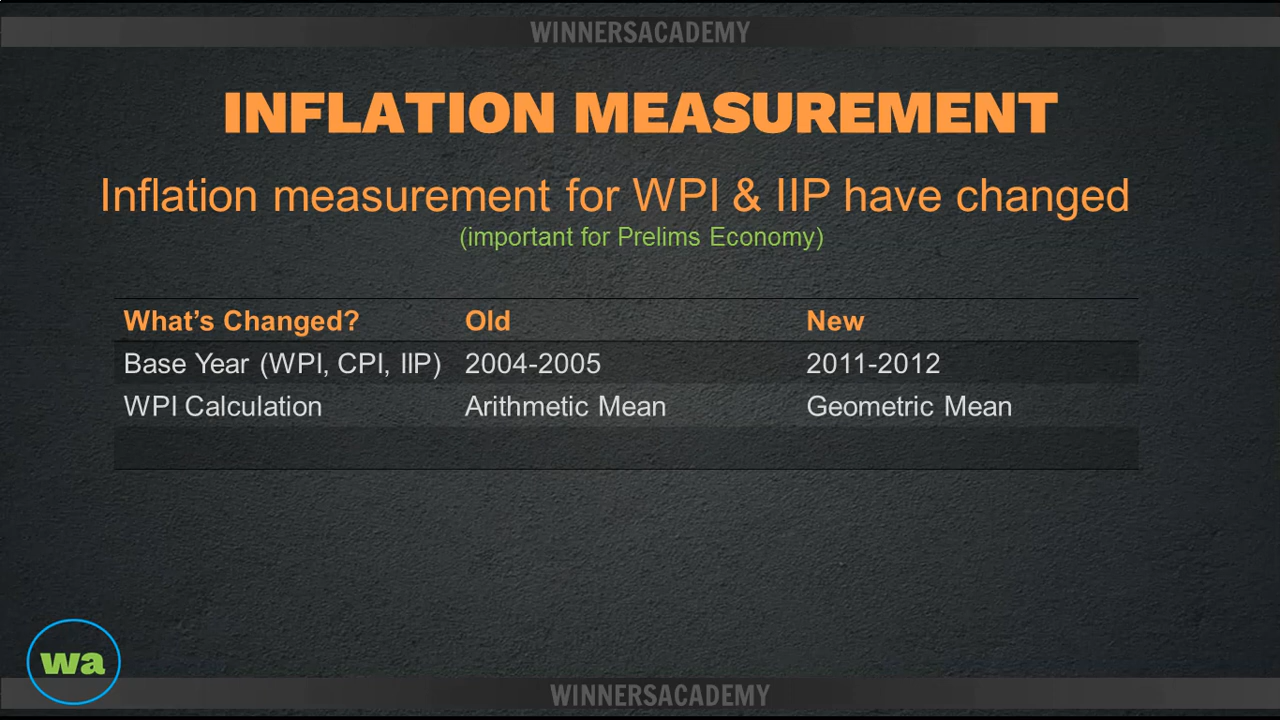 WINNERSACADEMY
INFLATION MEASUREMENT
Inflation measurement for WPI & IIP have changed
(important for Prelims Economy)
What's Changed? Old New
Base Year (WPI, CPI, IIP) 2004-2005 2011-2012
WPI Calculation Arithmetic Mean Geometric Mean
wa
WINNERSACADEMY